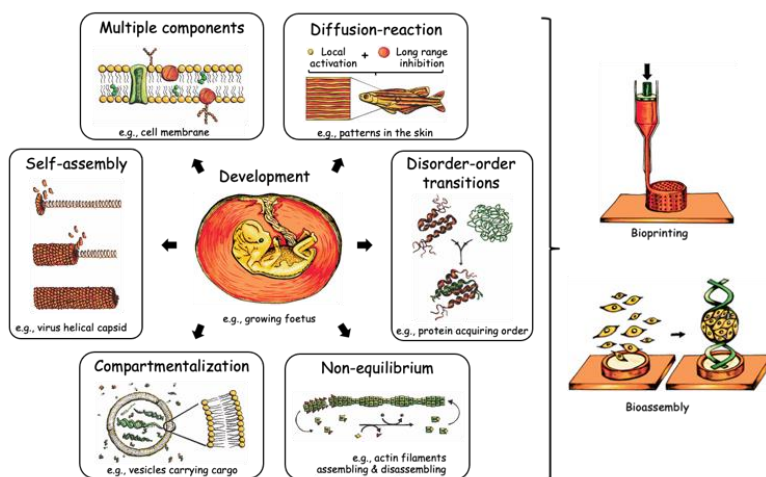 Multiple components
e.g., cell membrane
Diffusion-reaction
Local
activation
+
Long range
inhibition
e.g., patterns in the skin
Self-assembly
e.g., virus helical capsid
Development
e.g., growing foetus
Disorder-order
transitions
e.g., protein acquiring order
Compartmentalization
e.g., vesicles carrying cargo
Non-equilibrium
e.g., actin filaments
assembling & disassembling
Bioprinting
Bioassembly